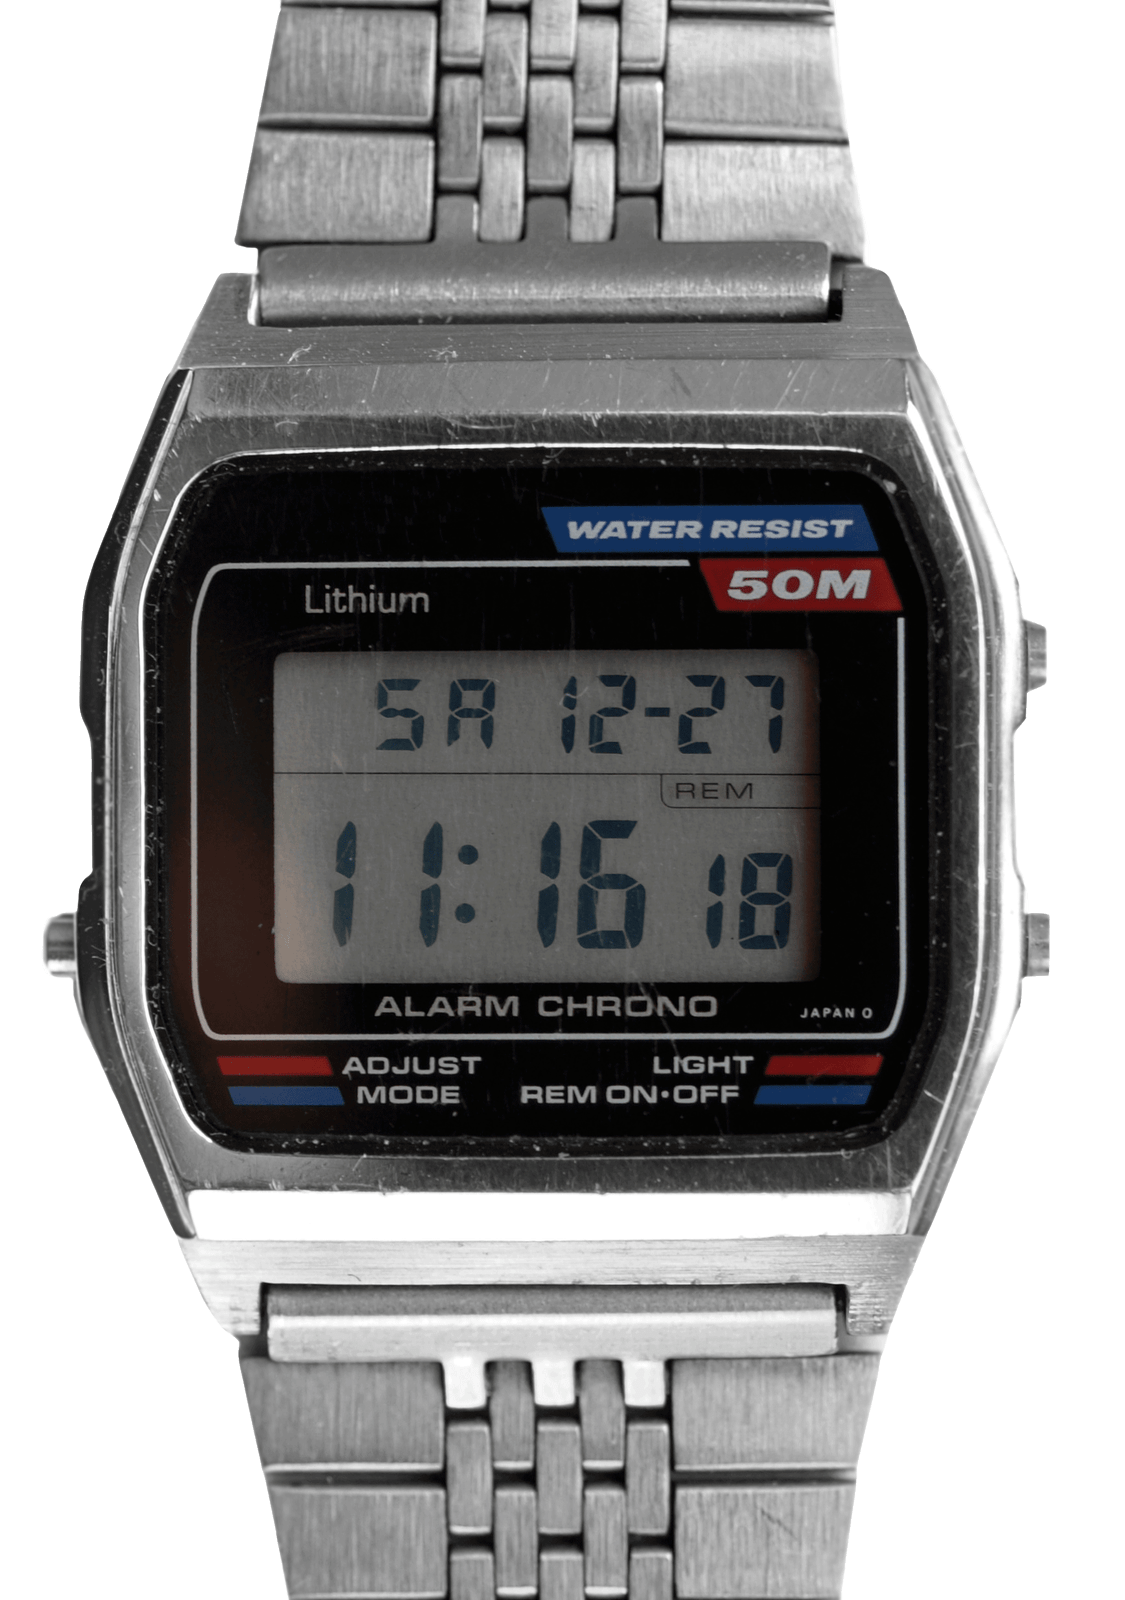 WATER RESIST
50M
Lithium
SA 12-27
REM
11:16 18
ALARM CHRONO
JAPAN 0
ADJUST LIGHT
MODE REM ON•OFF